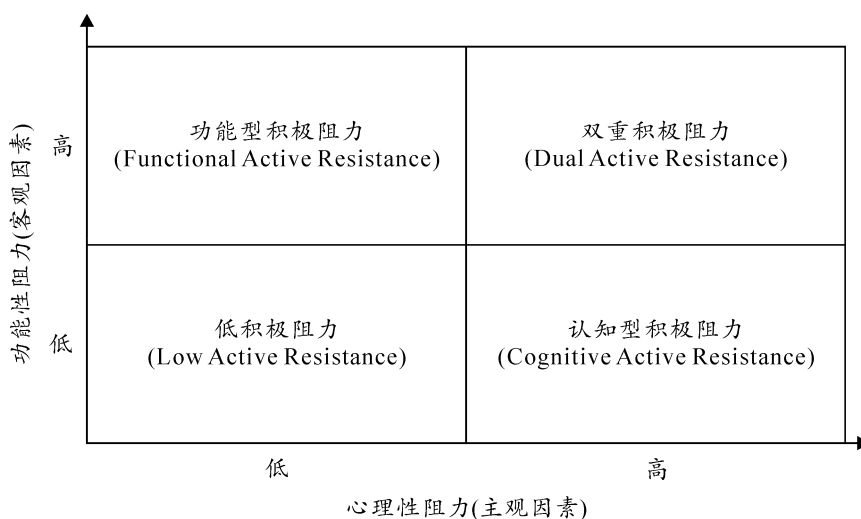 功能性阻力(客观因素)
高
功能型积极阻力
(Functional Active Resistance)
双重积极阻力
(Dual Active Resistance)
低
低积极阻力
(Low Active Resistance)
认知型积极阻力
(Cognitive Active Resistance)
低
高
心理性阻力(主观因素)